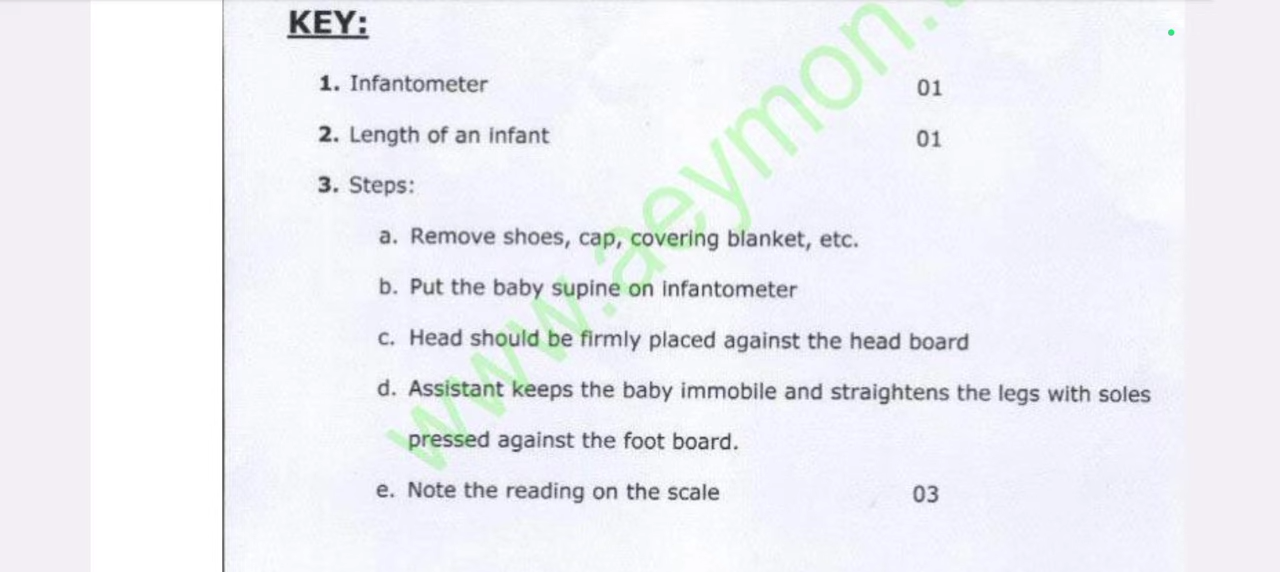 KEY:
1. Infantometer 01
2. Length of an infant 01
3. Steps:
a. Remove shoes, cap, covering blanket, etc.
b. Put the baby supine on infantometer
c. Head should be firmly placed against the head board
d. Assistant keeps the baby immobile and straightens the legs with soles
pressed against the foot board.
e. Note the reading on the scale 03
www.aeymon.